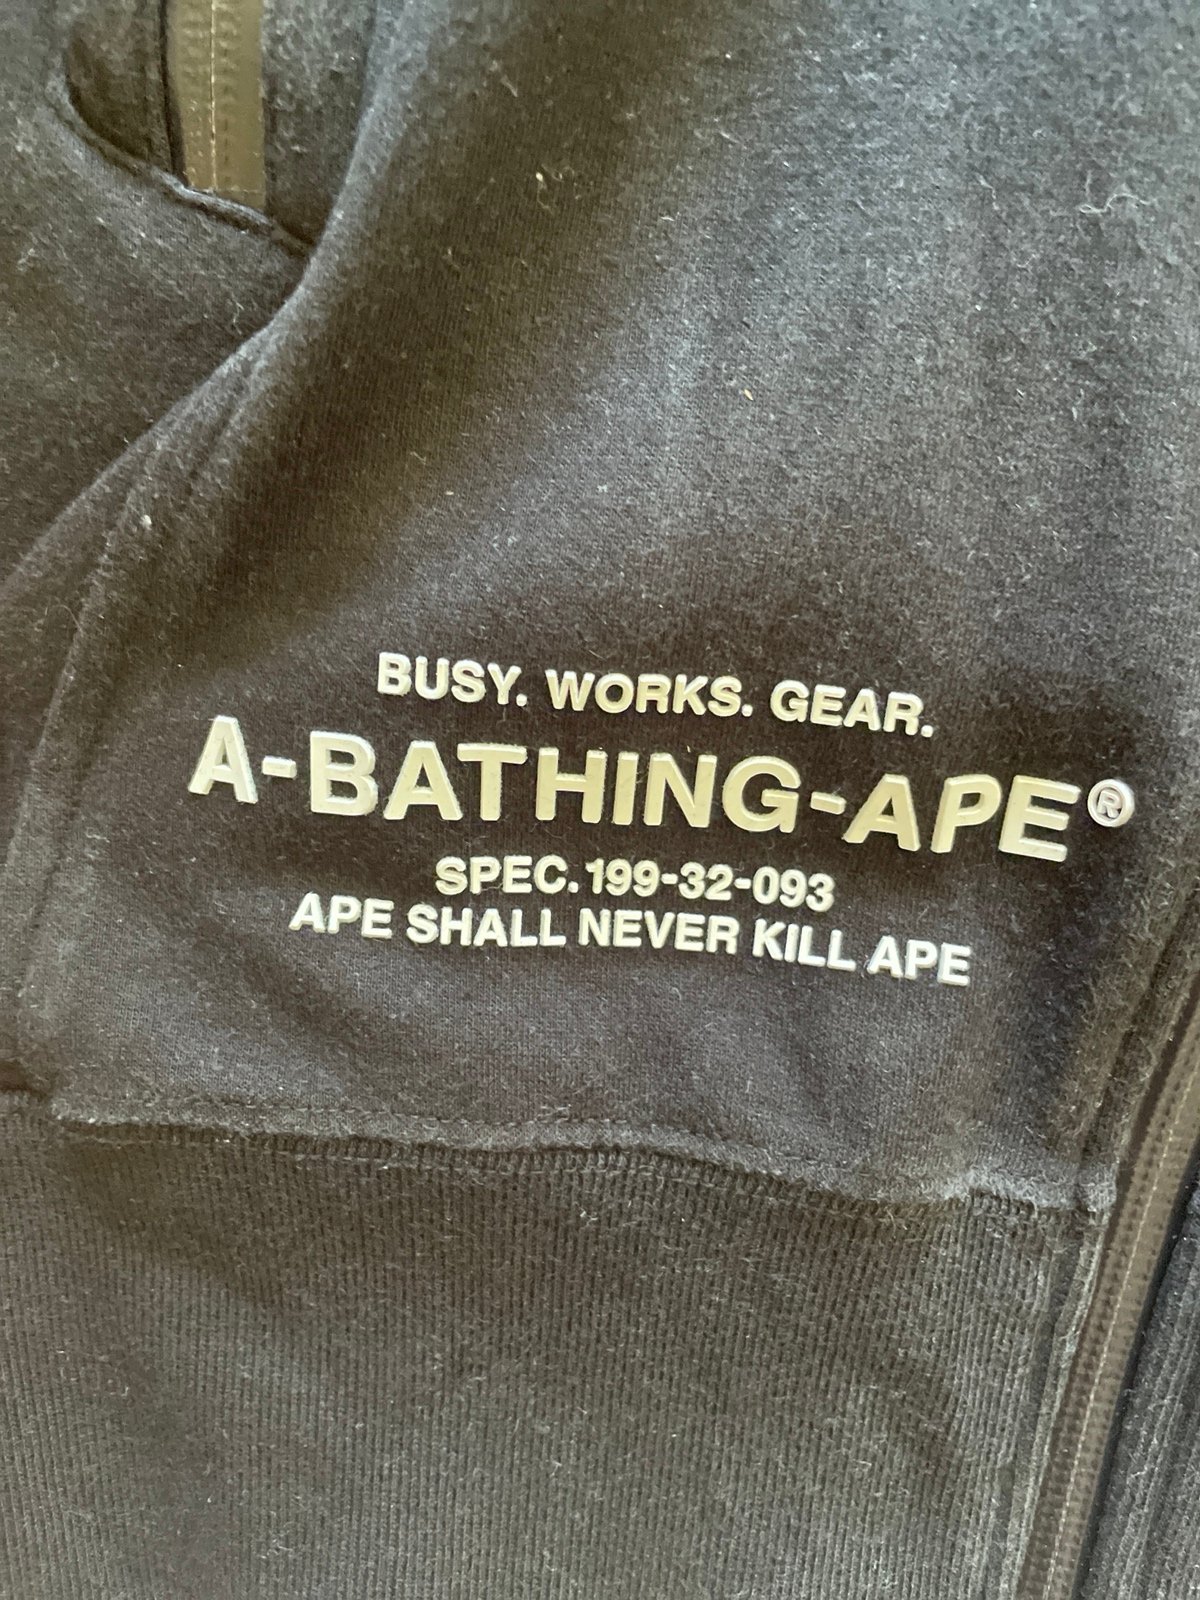 BUSY. WORKS. GEAR.
A-BATHING-APE®
SPEC. 199-32-093
APE SHALL NEVER KILL APE